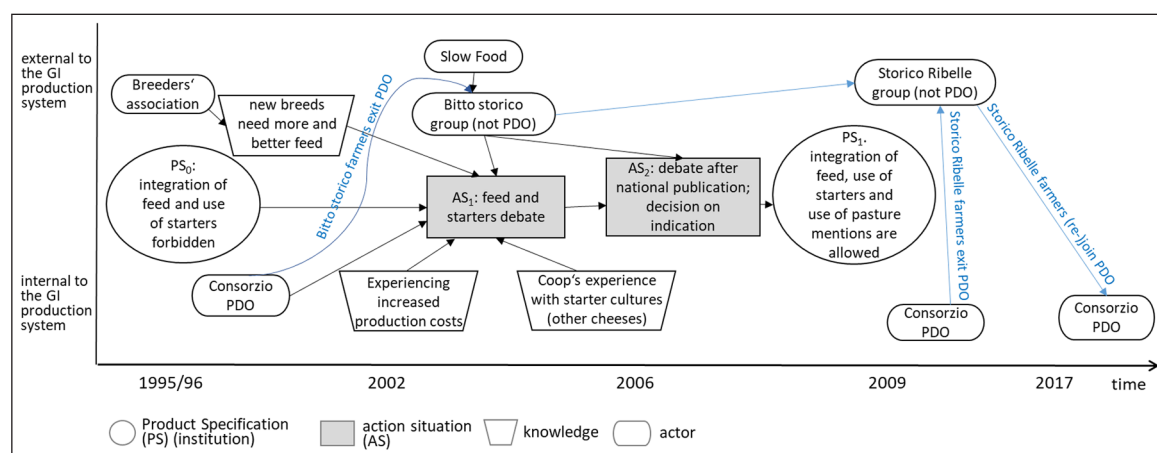 external to
the GI
production
system
Slow Food
Breeders‘
association
new breeds
need more and
better feed
Bitto storico farmers exit PDO
Bitto storico
group (not PDO)
Storico Ribelle
group (not PDO)
PS0:
integration of
feed and use
of starters
forbidden
AS1: feed and
starters debate
AS2: debate after
national publication;
decision on
indication
PS1:
integration of
feed, use of
starters and
use of pasture
mentions are
allowed
Storico Ribelle farmers exit PDO
Storico Ribelle farmers (re-)join PDO
internal to
the GI
production
system
Consorzio
PDO
Experiencing
increased
production costs
Coop‘s experience
with starter cultures
(other cheeses)
Consorzio
PDO
Consorzio
PDO
1995/96 2002 2006 2009 2017 time
Product Specification
(PS) (institution)
action situation
(AS)
knowledge
actor